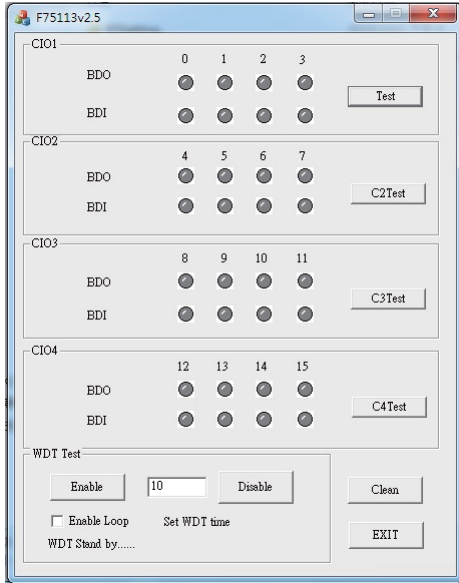 F75113v2.5
CIO1
0 1 2 3
BDO
Test
BDI
CIO2
4 5 6 7
BDO
C2Test
BDI
CIO3
8 9 10 11
BDO
C3Test
BDI
CIO4
12 13 14 15
BDO
C4Test
BDI
WDT Test
Enable 10 Disable Clean
Enable Loop Set WDT time
EXIT
WDT Stand by......